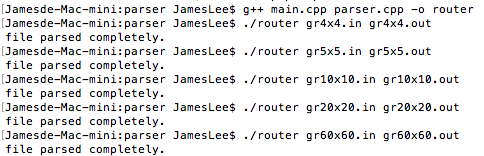 [Jamesde-Mac-mini:parser JamesLee$ g++ main.cpp parser.cpp -o router
[Jamesde-Mac-mini:parser JamesLee$ ./router gr4x4.in gr4x4.out
file parsed completely.
[Jamesde-Mac-mini:parser JamesLee$ ./router gr5x5.in gr5x5.out
file parsed completely.
[Jamesde-Mac-mini:parser JamesLee$ ./router gr10x10.in gr10x10.out
file parsed completely.
[Jamesde-Mac-mini:parser JamesLee$ ./router gr20x20.in gr20x20.out
file parsed completely.
[Jamesde-Mac-mini:parser JamesLee$ ./router gr60x60.in gr60x60.out
file parsed completely.